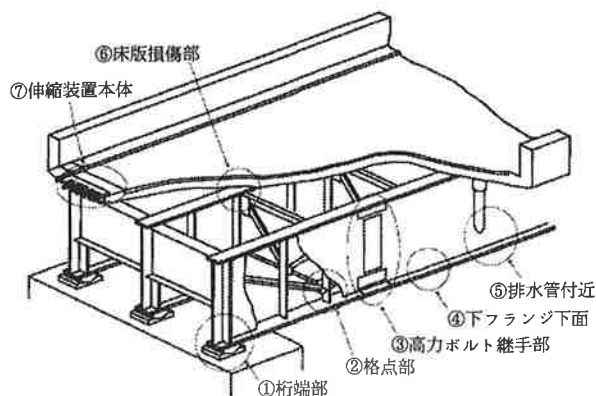 ⑥床版損傷部
⑦伸縮装置本体
⑤排水管付近
④下フランジ下面
③高力ボルト継手部
②格点部
①桁端部